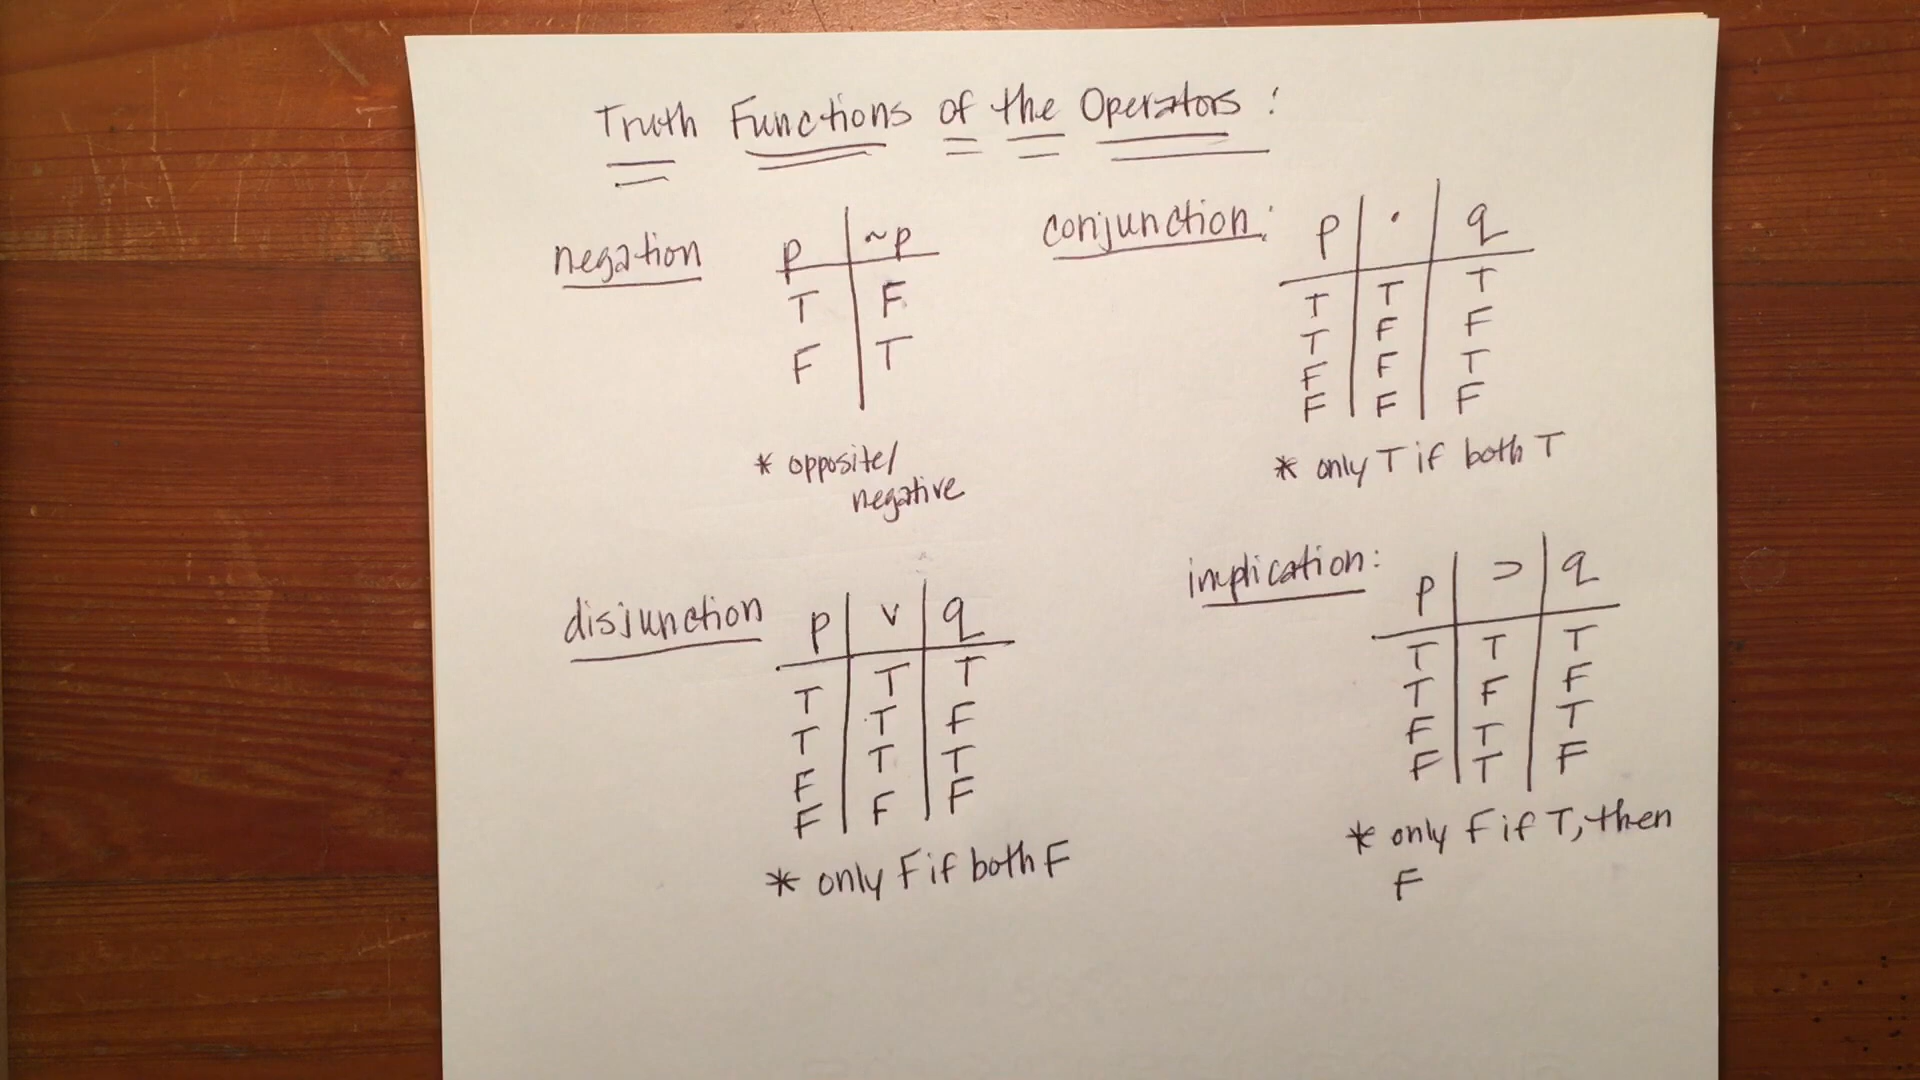 Truth Functions of the Operators:
negation
p | ~p
T | F
F | T
* opposite/
negative
conjunction:
p | · | q
T | T | T
T | F | F
F | F | T
F | F | F
* only T if both T
disjunction
p | v | q
T | T | T
T | T | F
F | T | T
F | F | F
* only F if both F
implication:
p | ⊃ | q
T | T | T
T | F | F
F | T | T
F | T | F
* only F if T, then
F